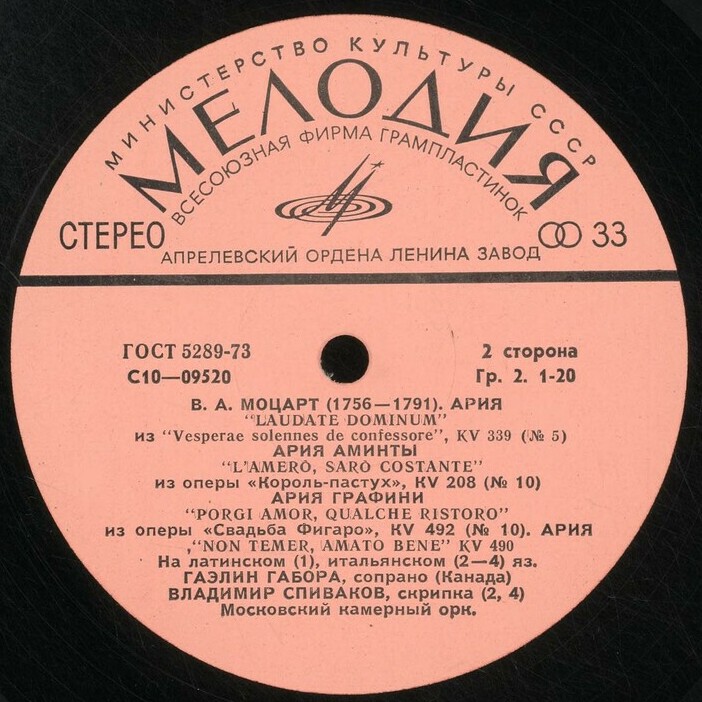 МИНИСТЕРСТВО КУЛЬТУРЫ СССР
МЕЛОДИЯ
ВСЕСОЮЗНАЯ ФИРМА ГРАМПЛАСТИНОК
СТЕРЕО
33
АПРЕЛЕВСКИЙ ОРДЕНА ЛЕНИНА ЗАВОД
ГОСТ 5289-73
2 сторона
С10—09520
Гр. 2. 1-20
В. А. МОЦАРТ (1756—1791). АРИЯ
"LAUDATE DOMINUM"
из "Vesperae solennes de confessore", KV 339 (№ 5)
АРИЯ АМИНТЫ
"L'AMERÒ, SARÒ COSTANTE"
из оперы «Король-пастух», KV 208 (№ 10)
АРИЯ ГРАФИНИ
"PORGI AMOR, QUALCHE RISTORO"
из оперы «Свадьба Фигаро», KV 492 (№ 10). АРИЯ
,"NON TEMER, AMATO BENE" KV 490
На латинском (1), итальянском (2—4) яз.
ГАЭЛИН ГАБОРА, сопрано (Канада)
ВЛАДИМИР СПИВАКОВ, скрипка (2, 4)
Московский камерный орк.